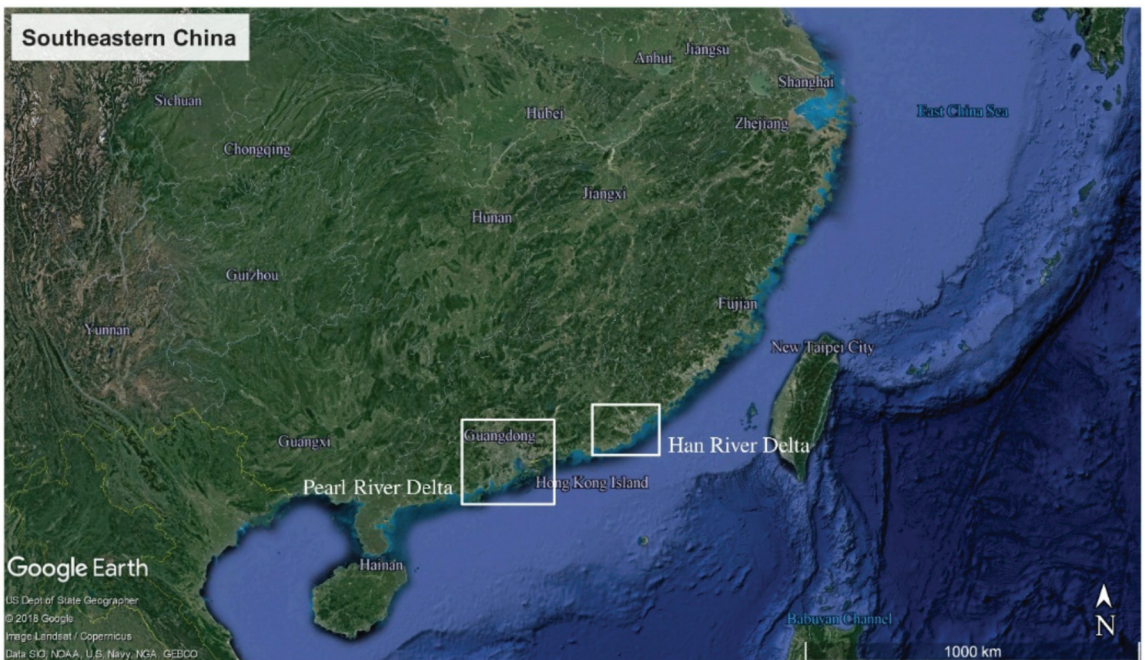 Southeastern China
Anhui
Jiangsu
Sichuan
Shanghai
Hubei
East China Sea
Zhejiang
Chongqing
Jiangxi
Hunan
Guizhou
Fujian
Yunnan
New Taipei City
Guangdong
Guangxi
Han River Delta
Pearl River Delta
Hong Kong Island
Hainan
Google Earth
US Dept of State Geographer
© 2018 Google
Image Landsat / Copernicus
Data SIO, NOAA, U.S. Navy, NGA, GEBCO
Babuyan Channel
N
1000 km